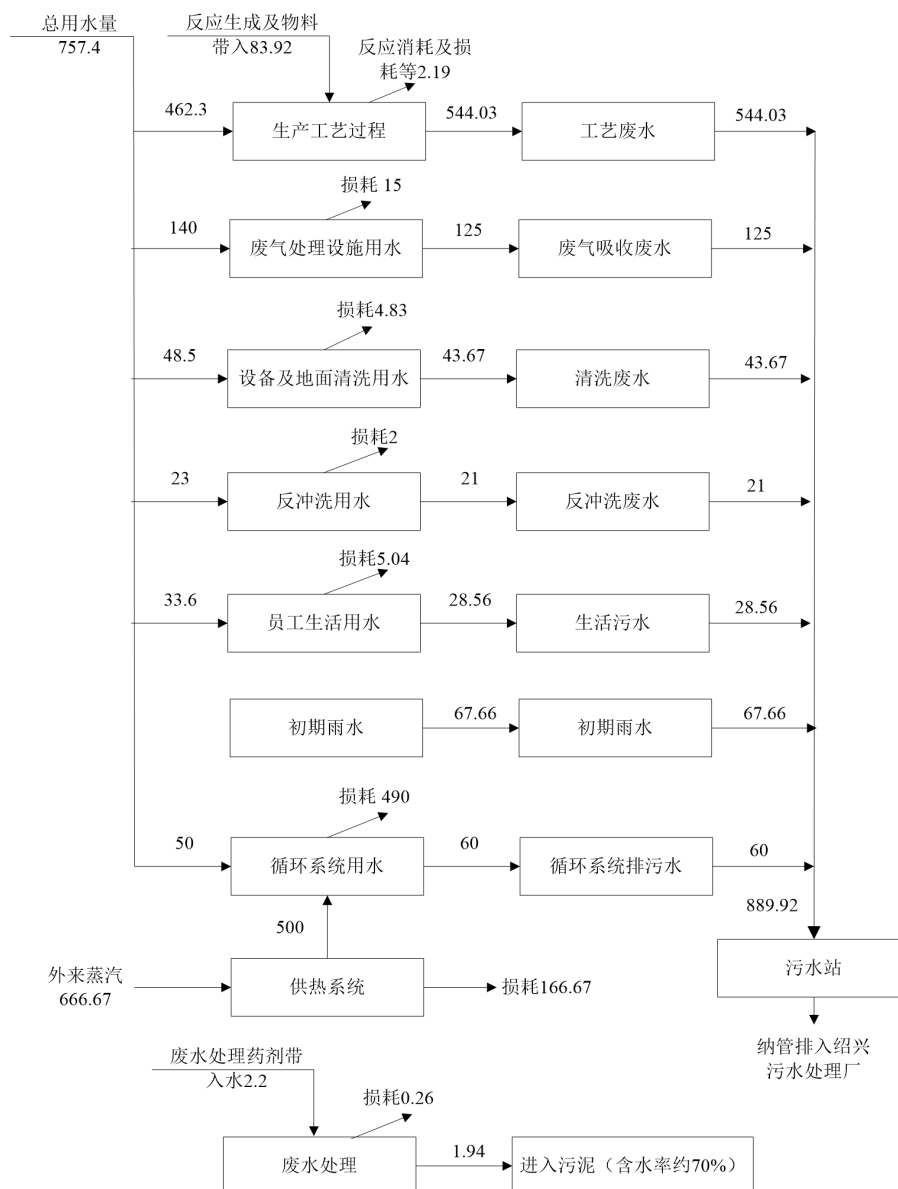 总用水量
757.4
反应生成及物料
带入83.92
反应消耗及损
耗等2.19
462.3
生产工艺过程
544.03
工艺废水
544.03
损耗 15
140
废气处理设施用水
125
废气吸收废水
125
损耗4.83
48.5
设备及地面清洗用水
43.67
清洗废水
43.67
损耗2
23
反冲洗用水
21
反冲洗废水
21
损耗5.04
33.6
员工生活用水
28.56
生活污水
28.56
初期雨水
67.66
初期雨水
67.66
损耗 490
50
循环系统用水
60
循环系统排污水
60
889.92
500
外来蒸汽
666.67
供热系统
损耗166.67
污水站
纳管排入绍兴
污水处理厂
废水处理药剂带
入水2.2
损耗0.26
废水处理
1.94
进入污泥（含水率约70%）